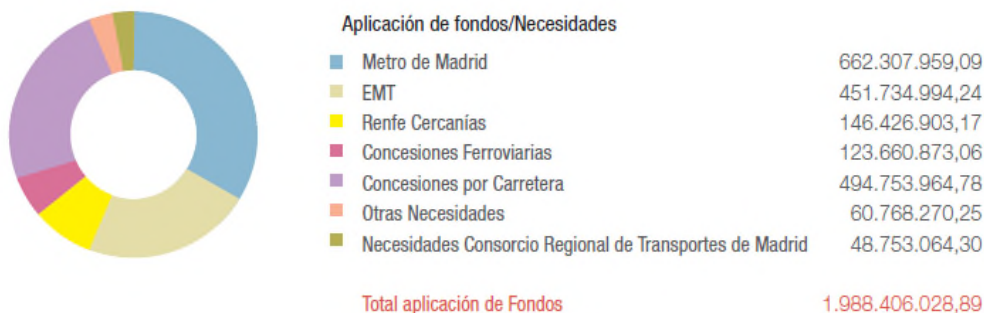 Aplicación de fondos/Necesidades
Metro de Madrid 662.307.959,09
EMT 451.734.994,24
Renfe Cercanías 146.426.903,17
Concesiones Ferroviarias 123.660.873,06
Concesiones por Carretera 494.753.964,78
Otras Necesidades 60.768.270,25
Necesidades Consorcio Regional de Transportes de Madrid 48.753.064,30
Total aplicación de Fondos 1.988.406.028,89